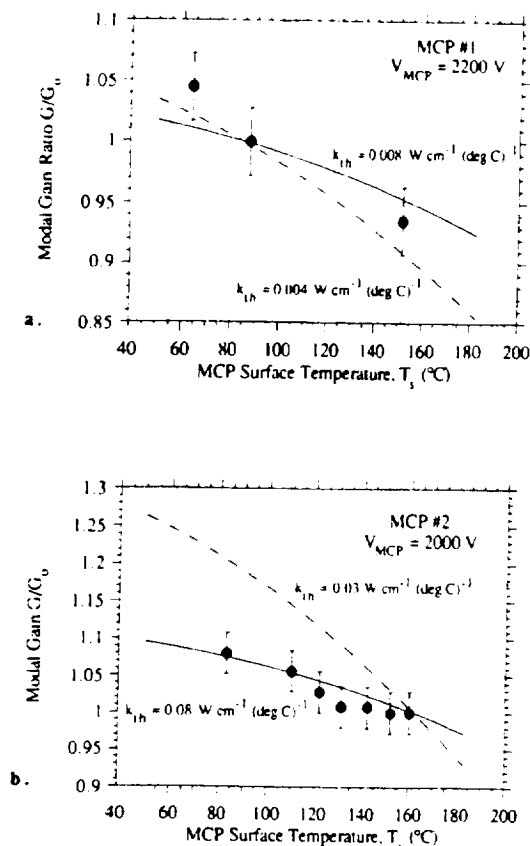 1.1
1.05
1
0.95
0.9
0.85
Modal Gain Ratio G/G₀
MCP #1
V_MCP = 2200 V
k_th = 0.008 W cm⁻¹ (deg C)⁻¹
k_th = 0.004 W cm⁻¹ (deg C)⁻¹
a.
40 60 80 100 120 140 160 180 200
MCP Surface Temperature, T_s (°C)
1.3
1.25
1.2
1.15
1.1
1.05
1
0.95
0.9
Modal Gain G/G₀
MCP #2
V_MCP = 2000 V
k_th = 0.03 W cm⁻¹ (deg C)⁻¹
k_th = 0.08 W cm⁻¹ (deg C)⁻¹
b.
40 60 80 100 120 140 160 180 200
MCP Surface Temperature, T (°C)